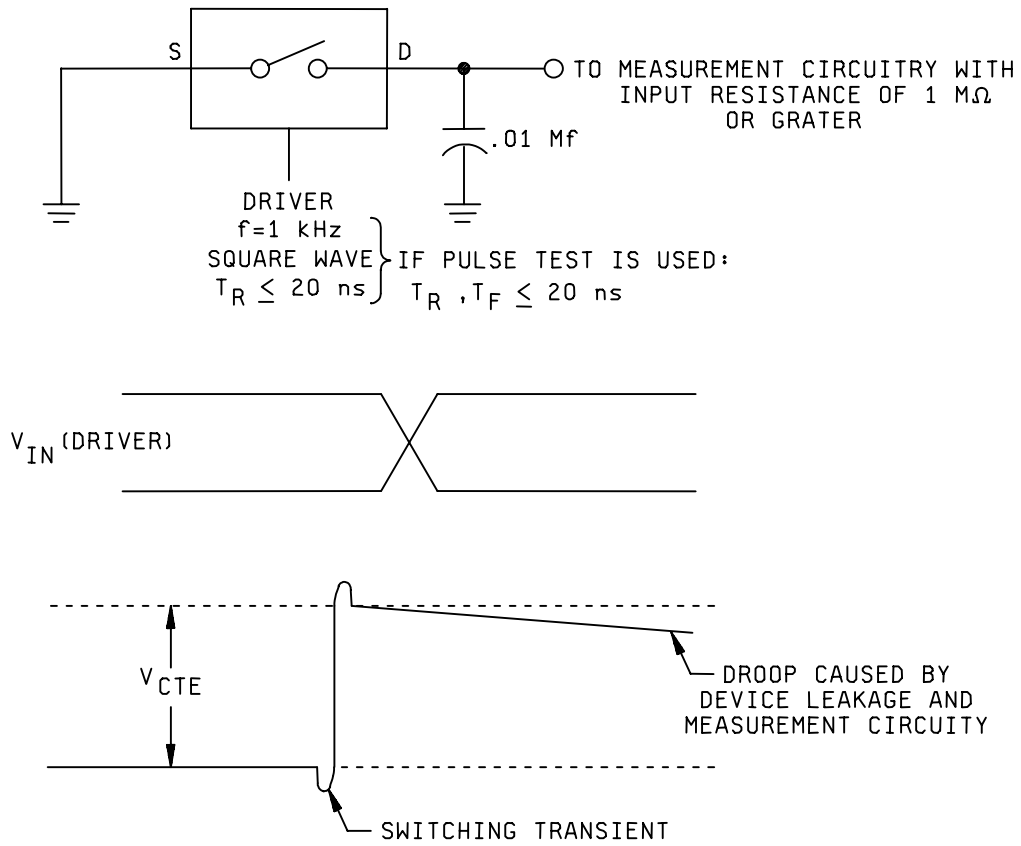 S
D
TO MEASUREMENT CIRCUITRY WITH
INPUT RESISTANCE OF 1 MΩ
OR GRATER
.01 Mf
DRIVER
f=1 kHz
SQUARE WAVE
T_R ≤ 20 ns
IF PULSE TEST IS USED:
T_R ,T_F ≤ 20 ns
V_IN (DRIVER)
V_CTE
DROOP CAUSED BY
DEVICE LEAKAGE AND
MEASUREMENT CIRCUITY
SWITCHING TRANSIENT